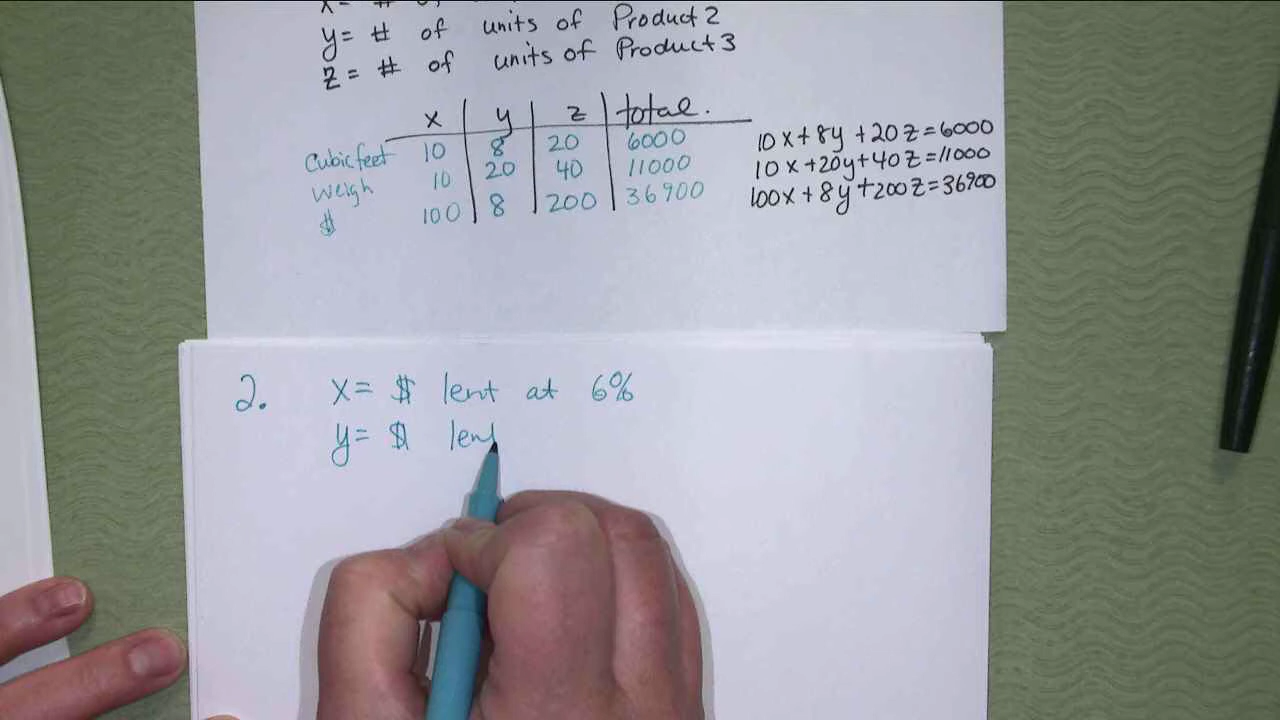 y= # of units of Product 2
z= # of units of Product 3
x y z total.
Cubic feet 10 8 20 6000
Weigh 10 20 40 11000
$ 100 8 200 36900
10x+8y+20z=6000
10x+20y+40z=11000
100x+8y+200z=36900
2. x= $ lent at 6%
y= $ lent